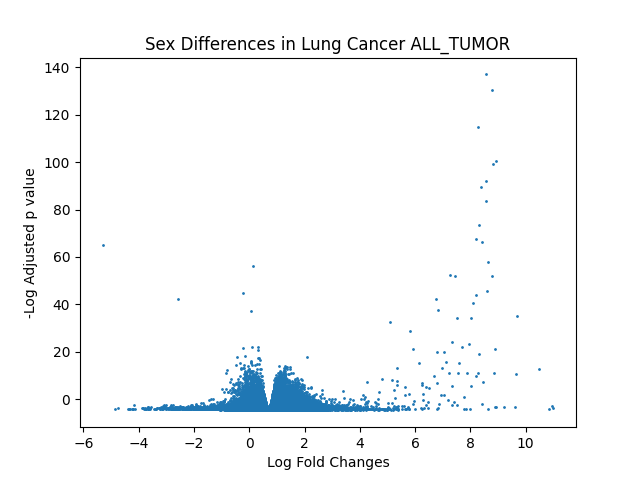 Sex Differences in Lung Cancer ALL_TUMOR
140
120
100
80
60
40
20
0
-Log Adjusted p value
−6 −4 −2 0 2 4 6 8 10
Log Fold Changes